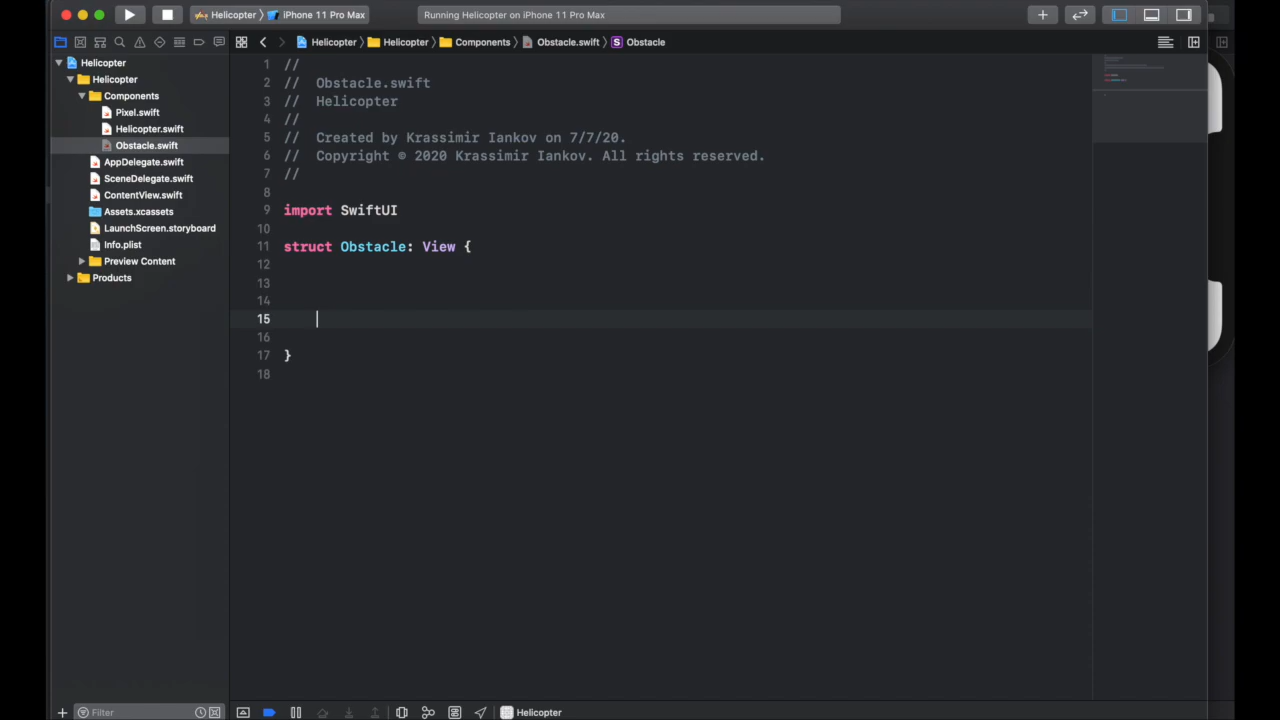 Helicopter 〉 iPhone 11 Pro Max
Running Helicopter on iPhone 11 Pro Max
Helicopter 〉 Helicopter 〉 Components 〉 Obstacle.swift 〉 S Obstacle
Helicopter
Helicopter
Components
Pixel.swift
Helicopter.swift
Obstacle.swift
AppDelegate.swift
SceneDelegate.swift
ContentView.swift
Assets.xcassets
LaunchScreen.storyboard
Info.plist
Preview Content
Products
1 //
2 // Obstacle.swift
3 // Helicopter
4 //
5 // Created by Krassimir Iankov on 7/7/20.
6 // Copyright © 2020 Krassimir Iankov. All rights reserved.
7 //
8
9 import SwiftUI
10
11 struct Obstacle: View {
12
13
14
15
16
17 }
18
Filter
Helicopter